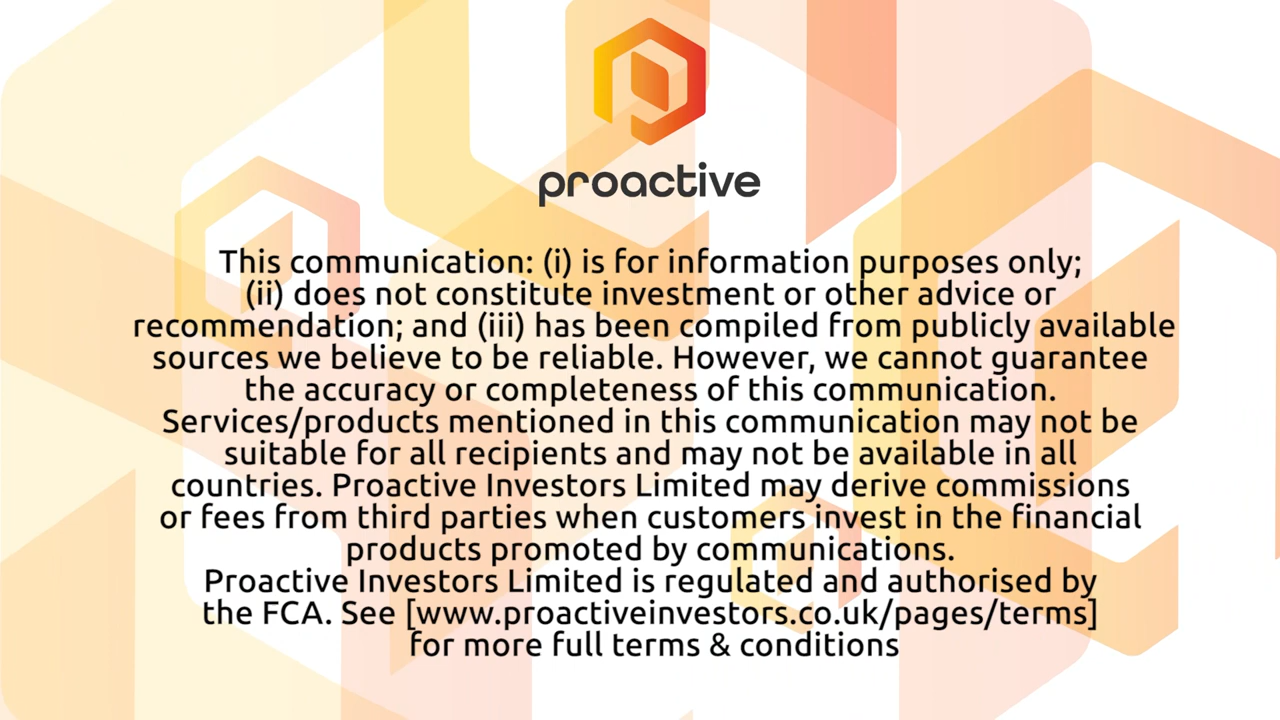 proactive
This communication: (i) is for information purposes only;
(ii) does not constitute investment or other advice or
recommendation; and (iii) has been compiled from publicly available
sources we believe to be reliable. However, we cannot guarantee
the accuracy or completeness of this communication.
Services/products mentioned in this communication may not be
suitable for all recipients and may not be available in all
countries. Proactive Investors Limited may derive commissions
or fees from third parties when customers invest in the financial
products promoted by communications.
Proactive Investors Limited is regulated and authorised by
the FCA. See [www.proactiveinvestors.co.uk/pages/terms]
for more full terms & conditions